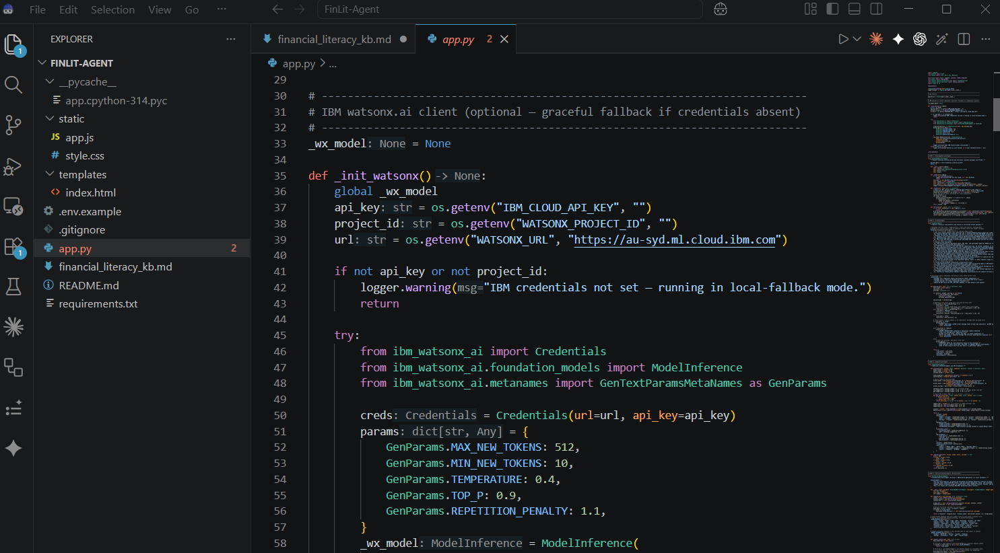 File Edit Selection View Go ··· FinLit-Agent
EXPLORER ···
FINLIT-AGENT
__pycache__
app.cpython-314.pyc
static
JS app.js
# style.css
templates
<> index.html
.env.example
.gitignore
app.py 2
financial_literacy_kb.md
README.md
requirements.txt
1
1
financial_literacy_kb.md ● app.py 2 ×
app.py > ...
29
30 # ---------------------------------------------------------------------------
31 # IBM watsonx.ai client (optional — graceful fallback if credentials absent)
32 # ---------------------------------------------------------------------------
33 _wx_model: None = None
34
35 def _init_watsonx() -> None:
36 global _wx_model
37 api_key: str = os.getenv("IBM_CLOUD_API_KEY", "")
38 project_id: str = os.getenv("WATSONX_PROJECT_ID", "")
39 url: str = os.getenv("WATSONX_URL", "https://au-syd.ml.cloud.ibm.com")
40
41 if not api_key or not project_id:
42 logger.warning(msg="IBM credentials not set — running in local-fallback mode.")
43 return
44
45 try:
46 from ibm_watsonx_ai import Credentials
47 from ibm_watsonx_ai.foundation_models import ModelInference
48 from ibm_watsonx_ai.metanames import GenTextParamsMetaNames as GenParams
49
50 creds: Credentials = Credentials(url=url, api_key=api_key)
51 params: dict[str, Any] = {
52 GenParams.MAX_NEW_TOKENS: 512,
53 GenParams.MIN_NEW_TOKENS: 10,
54 GenParams.TEMPERATURE: 0.4,
55 GenParams.TOP_P: 0.9,
56 GenParams.REPETITION_PENALTY: 1.1,
57 }
58 _wx_model: ModelInference = ModelInference(